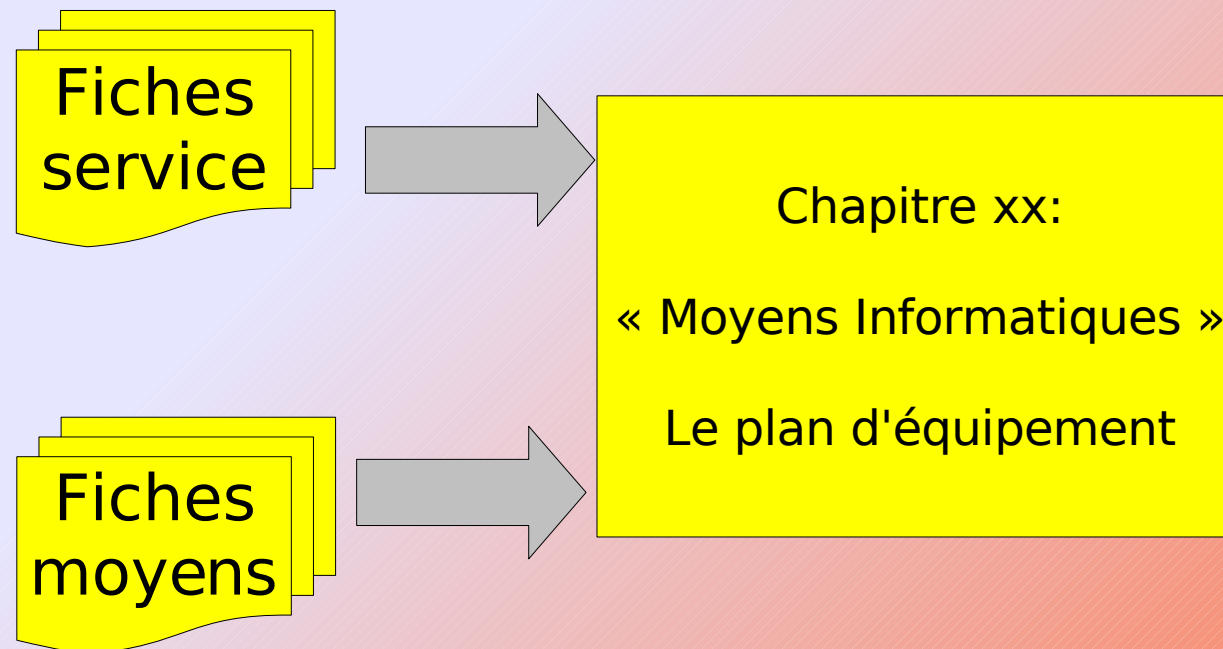 Fiches
service
Chapitre xx:
« Moyens Informatiques »
Le plan d'équipement
Fiches
moyens